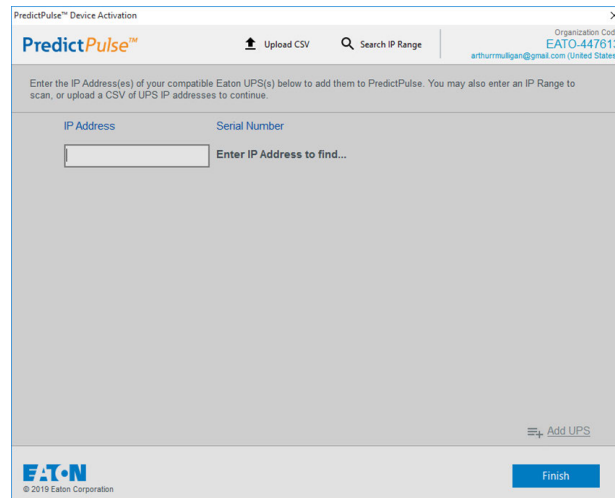 PredictPulse™ Device Activation
PredictPulse™
Upload CSV
Search IP Range
Organization Cod
EATO-447613
arthurrmulligan@gmail.com (United States
Enter the IP Address(es) of your compatible Eaton UPS(s) below to add them to PredictPulse. You may also enter an IP Range to
scan, or upload a CSV of UPS IP addresses to continue.
IP Address
Serial Number
Enter IP Address to find...
Add UPS
EATON
© 2019 Eaton Corporation
Finish